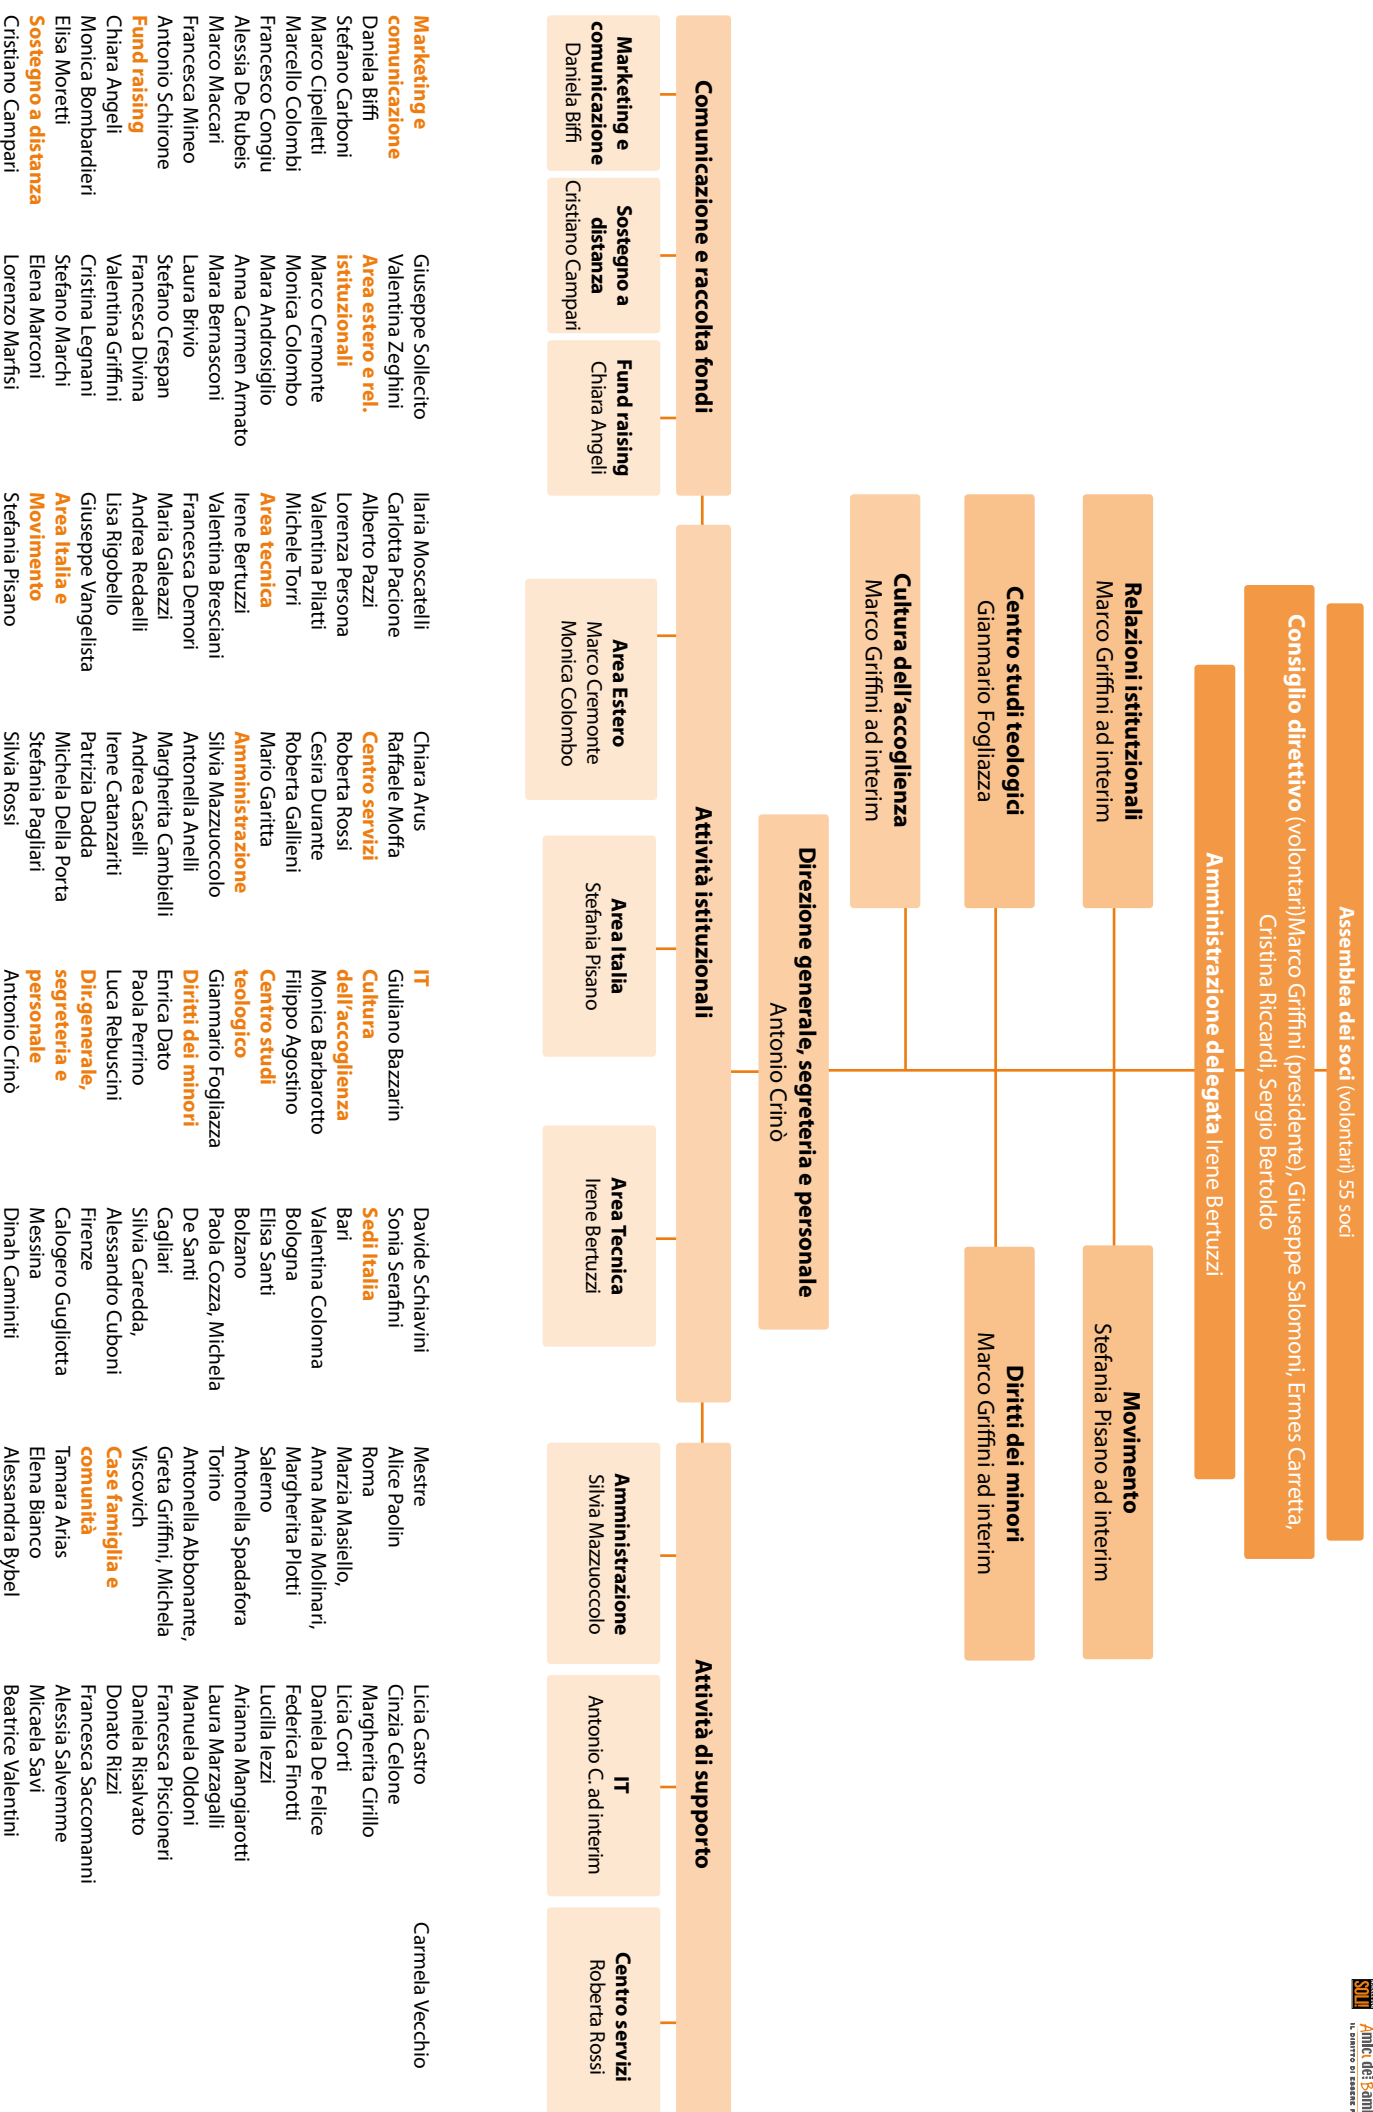 Assemblea dei soci (volontari) 55 soci
Consiglio direttivo (volontari)Marco Griffini (presidente), Giuseppe Salomoni, Ermes Carretta,
Cristina Riccardi, Sergio Bertoldo
Amministrazione delegata Irene Bertuzzi
Relazioni istitutzionali
Marco Griffini ad interim
Movimento
Stefania Pisano ad interim
Centro studi teologici
Gianmario Fogliazza
Diritti dei minori
Marco Griffini ad interim
Cultura dell'accoglienza
Marco Griffini ad interim
Direzione generale, segreteria e personale
Antonio Crinò
Comunicazione e raccolta fondi
Attività istituzionali
Attività di supporto
Marketing e
comunicazione
Daniela Biffi
Sostegno a
distanza
Cristiano Campari
Fund raising
Chiara Angeli
Area Estero
Marco Cremonte
Monica Colombo
Area Italia
Stefania Pisano
Area Tecnica
Irene Bertuzzi
Amministrazione
Silvia Mazzuoccolo
IT
Antonio C. ad interim
Centro servizi
Roberta Rossi
Marketing e
comunicazione
Daniela Biffi
Stefano Carboni
Marco Cipelletti
Marcello Colombi
Francesco Congiu
Alessia De Rubeis
Marco Maccari
Francesca Mineo
Antonio Schirone
Fund raising
Chiara Angeli
Monica Bombardieri
Elisa Moretti
Sostegno a distanza
Cristiano Campari
Giuseppe Sollecito
Valentina Zeghini
Area estero e rel.
istituzionali
Marco Cremonte
Monica Colombo
Mara Androsiglio
Anna Carmen Armato
Mara Bernasconi
Laura Brivio
Stefano Crespan
Francesca Divina
Valentina Griffini
Cristina Legnani
Stefano Marchi
Elena Marconi
Lorenzo Marfisi
Ilaria Moscatelli
Carlotta Pacione
Alberto Pazzi
Lorenza Persona
Valentina Pilatti
Michele Torri
Area tecnica
Irene Bertuzzi
Valentina Bresciani
Francesca Demori
Maria Galeazzi
Andrea Redaelli
Lisa Rigobello
Giuseppe Vangelista
Area Italia e
Movimento
Stefania Pisano
Chiara Arus
Raffaele Moffa
Centro servizi
Roberta Rossi
Cesira Durante
Roberta Gallieni
Mario Garitta
Amministrazione
Silvia Mazzuoccolo
Antonella Anelli
Margherita Cambielli
Andrea Caselli
Irene Catanzariti
Patrizia Dadda
Michela Della Porta
Stefania Pagliari
Silvia Rossi
IT
Giuliano Bazzarin
Cultura
dell'accoglienza
Monica Barbarotto
Filippo Agostino
Centro studi
teologico
Gianmario Fogliazza
Diritti dei minori
Enrica Dato
Paola Perrino
Luca Rebuscini
Dir.generale,
segreteria e
personale
Antonio Crinò
Davide Schiavini
Sonia Serafini
Sedi Italia
Bari
Valentina Colonna
Bologna
Elisa Santi
Bolzano
Paola Cozza, Michela
De Santi
Cagliari
Silvia Caredda,
Alessandro Cuboni
Firenze
Calogero Gugliotta
Messina
Dinah Caminiti
Mestre
Alice Paolin
Roma
Marzia Masiello,
Anna Maria Molinari,
Margherita Plotti
Salerno
Antonella Spadafora
Torino
Antonella Abbonante,
Greta Griffini, Michela
Viscovich
Case famiglia e
comunità
Tamara Arias
Elena Bianco
Alessandra Bybel
Licia Castro
Cinzia Celone
Margherita Cirillo
Licia Corti
Daniela De Felice
Federica Finotti
Lucilla Iezzi
Arianna Mangiarotti
Laura Marzagalli
Manuela Oldoni
Francesca Piscioneri
Daniela Risalvato
Donato Rizzi
Francesca Saccomanni
Alessia Salvemme
Micaela Savi
Beatrice Valentini
Carmela Vecchio
Amici dei Bambi
IL DIRITTO DI ESSERE F